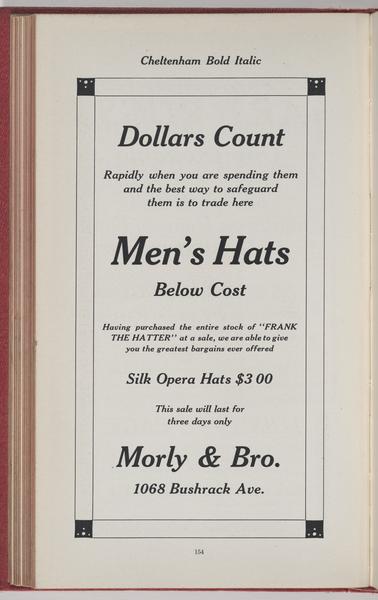 Cheltenham Bold Italic
Dollars Count
Rapidly when you are spending them
and the best way to safeguard
them is to trade here
Men's Hats
Below Cost
Having purchased the entire stock of "FRANK
THE HATTER" at a sale, we are able to give
you the greatest bargains ever offered
Silk Opera Hats $3 00
This sale will last for
three days only
Morly & Bro.
1068 Bushrack Ave.
154